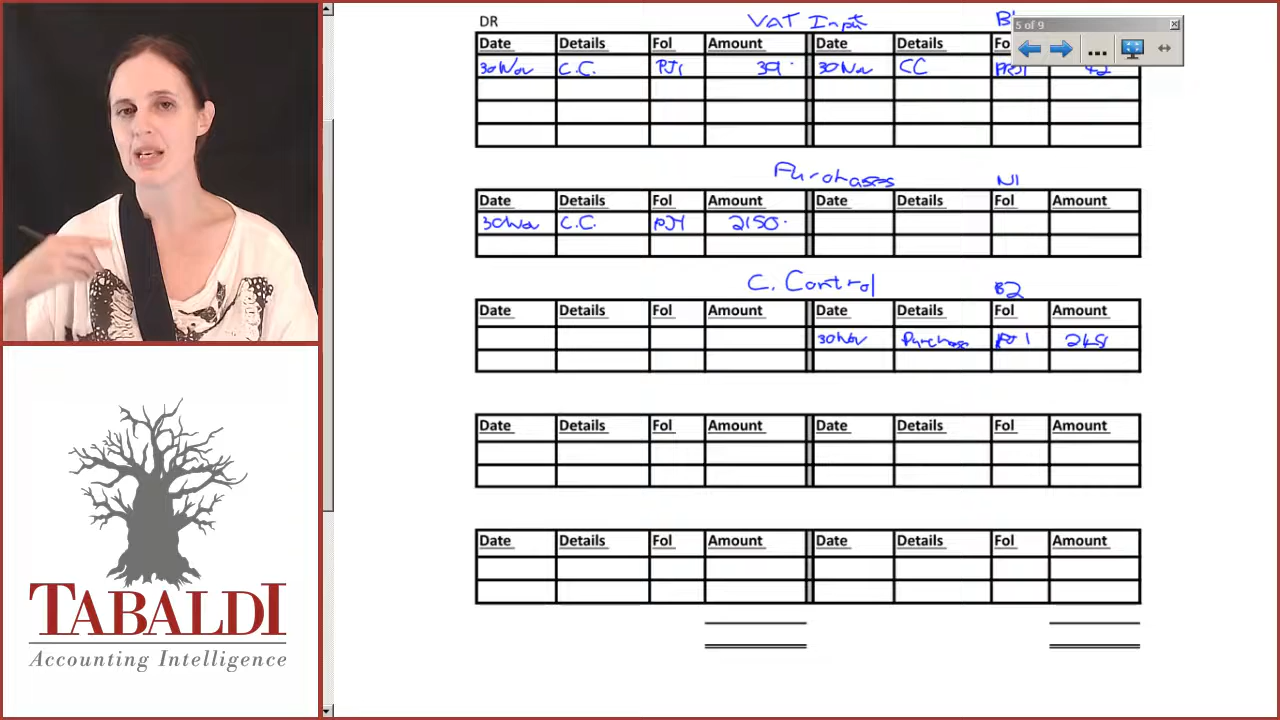 5 of 9
DR VAT Input
Date Details Fol Amount Date Details Amount
30 Nov C.C. PJ1 30 Nov CC PRJ1 42
Purchases N1
Date Details Fol Amount Date Details Fol Amount
30 Nov C.C. PJ1 2150
C. Control B2
Date Details Fol Amount Date Details Fol Amount
30 Nov Purchases PJ1
Date Details Fol Amount Date Details Fol Amount
Date Details Fol Amount Date Details Fol Amount
TABALDI
Accounting Intelligence